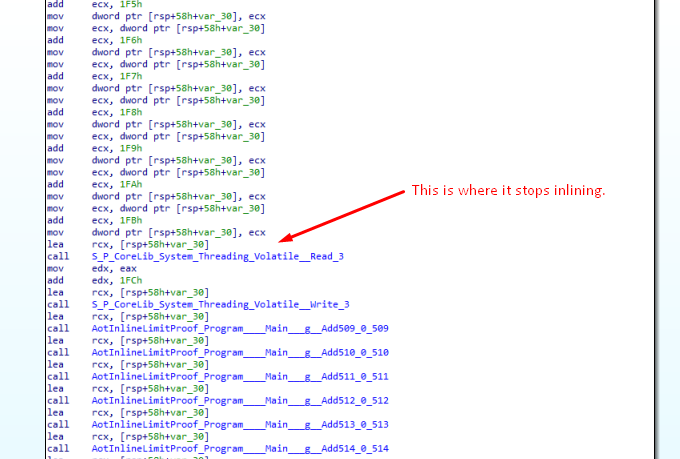 add ecx, 1F5h
mov dword ptr [rsp+58h+var_30], ecx
mov ecx, dword ptr [rsp+58h+var_30]
add ecx, 1F6h
mov dword ptr [rsp+58h+var_30], ecx
mov ecx, dword ptr [rsp+58h+var_30]
add ecx, 1F7h
mov dword ptr [rsp+58h+var_30], ecx
mov ecx, dword ptr [rsp+58h+var_30]
add ecx, 1F8h
mov dword ptr [rsp+58h+var_30], ecx
mov ecx, dword ptr [rsp+58h+var_30]
add ecx, 1F9h
mov dword ptr [rsp+58h+var_30], ecx
mov ecx, dword ptr [rsp+58h+var_30]
add ecx, 1FAh
mov dword ptr [rsp+58h+var_30], ecx
mov ecx, dword ptr [rsp+58h+var_30]
add ecx, 1FBh
mov dword ptr [rsp+58h+var_30], ecx
This is where it stops inlining.
lea rcx, [rsp+58h+var_30]
call S_P_CoreLib_System_Threading_Volatile__Read_3
mov edx, eax
add edx, 1FCh
lea rcx, [rsp+58h+var_30]
call S_P_CoreLib_System_Threading_Volatile__Write_3
lea rcx, [rsp+58h+var_30]
call AotInlineLimitProof_Program____Main___g__Add509_0_509
lea rcx, [rsp+58h+var_30]
call AotInlineLimitProof_Program____Main___g__Add510_0_510
lea rcx, [rsp+58h+var_30]
call AotInlineLimitProof_Program____Main___g__Add511_0_511
lea rcx, [rsp+58h+var_30]
call AotInlineLimitProof_Program____Main___g__Add512_0_512
lea rcx, [rsp+58h+var_30]
call AotInlineLimitProof_Program____Main___g__Add513_0_513
lea rcx, [rsp+58h+var_30]
call AotInlineLimitProof_Program____Main___g__Add514_0_514